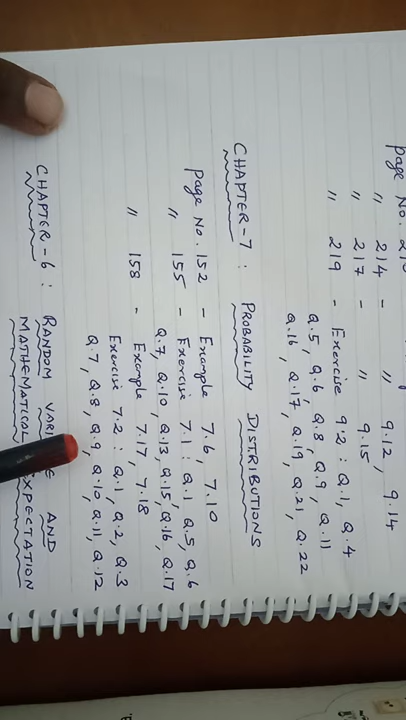 Page No. 21
" 214 - " 9.12, 9.14
" 217 - " 9.15
" 219 - Exercise 9.2 : Q.1, Q.4
Q.5, Q.6, Q.8, Q.9, Q.11
Q.16, Q.17, Q.19, Q.21, Q.22
CHAPTER-7 : PROBABILITY DISTRIBUTIONS
Page No. 152 - Example 7.6, 7.10
" 155 - Exercise 7.1 : Q.1 Q.5, Q.6
Q.7, Q.10, Q.13, Q.15, Q.16, Q.17
" 158 - Example 7.17, 7.18
Exercise 7.2 : Q.1, Q.2, Q.3
Q.7, Q.8, Q.9, Q.10, Q.11, Q.12
CHAPTER-6 : RANDOM AND
MATHEMATICAL EXPECTATION